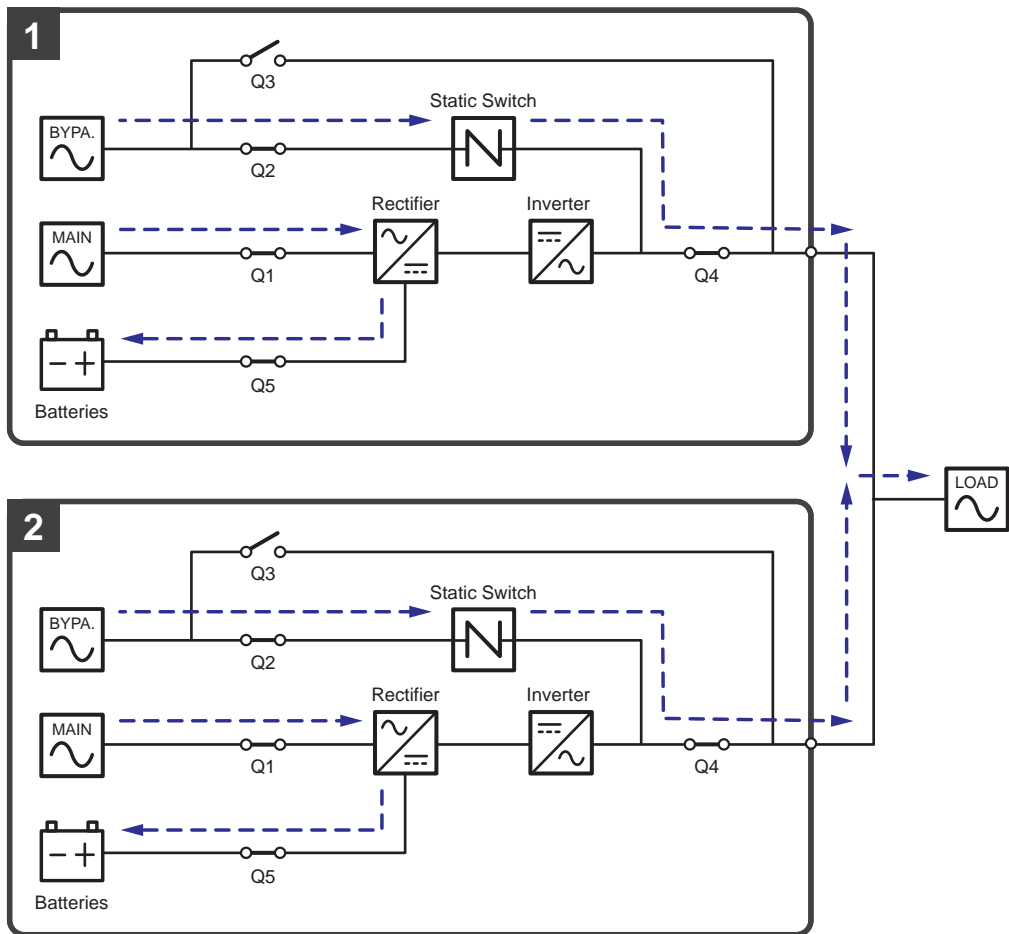 1
Q3
Static Switch
BYPA.
Q2
Rectifier
Inverter
MAIN
Q1
Q4
Q5
Batteries
LOAD
2
Q3
Static Switch
BYPA.
Q2
Rectifier
Inverter
MAIN
Q1
Q4
Q5
Batteries